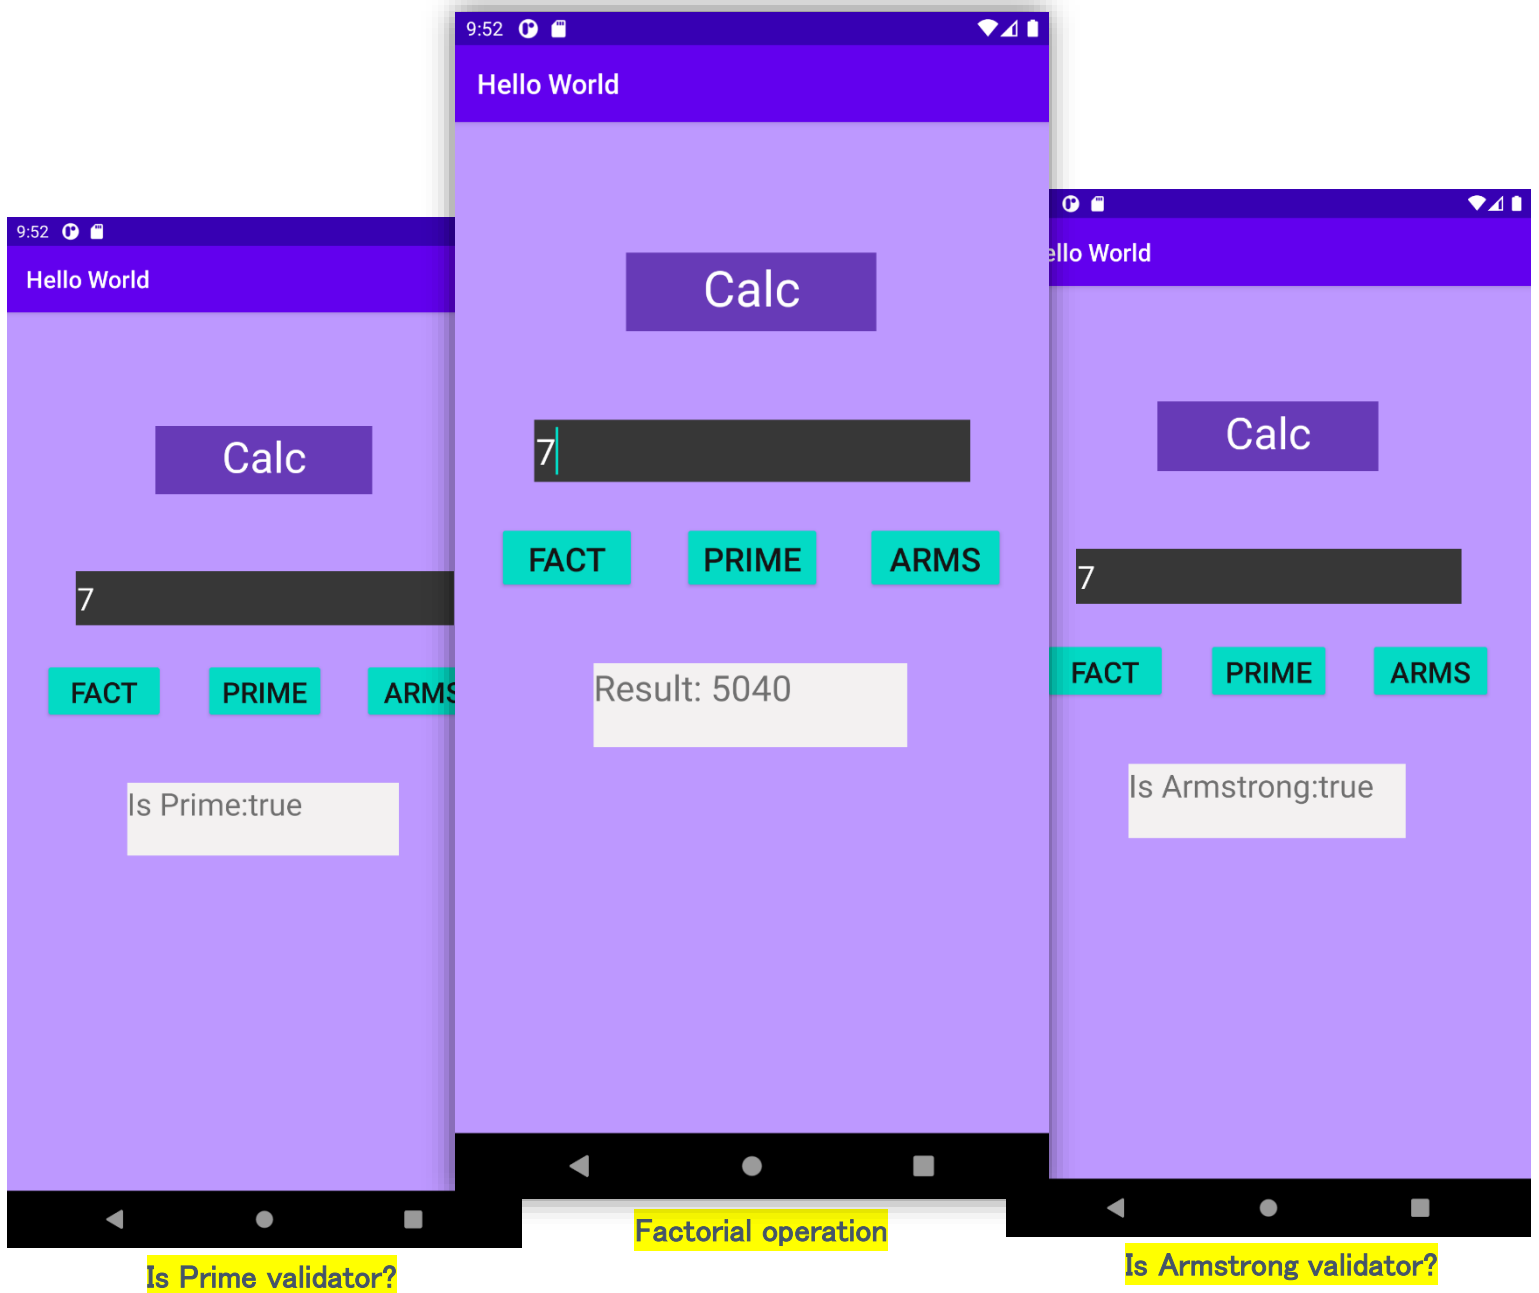 9:52
Hello World
Calc
7
FACT PRIME ARMS
Is Prime:true
Is Prime validator?
9:52
Hello World
Calc
7
FACT PRIME ARMS
Result: 5040
Factorial operation
ello World
Calc
7
FACT PRIME ARMS
Is Armstrong:true
Is Armstrong validator?